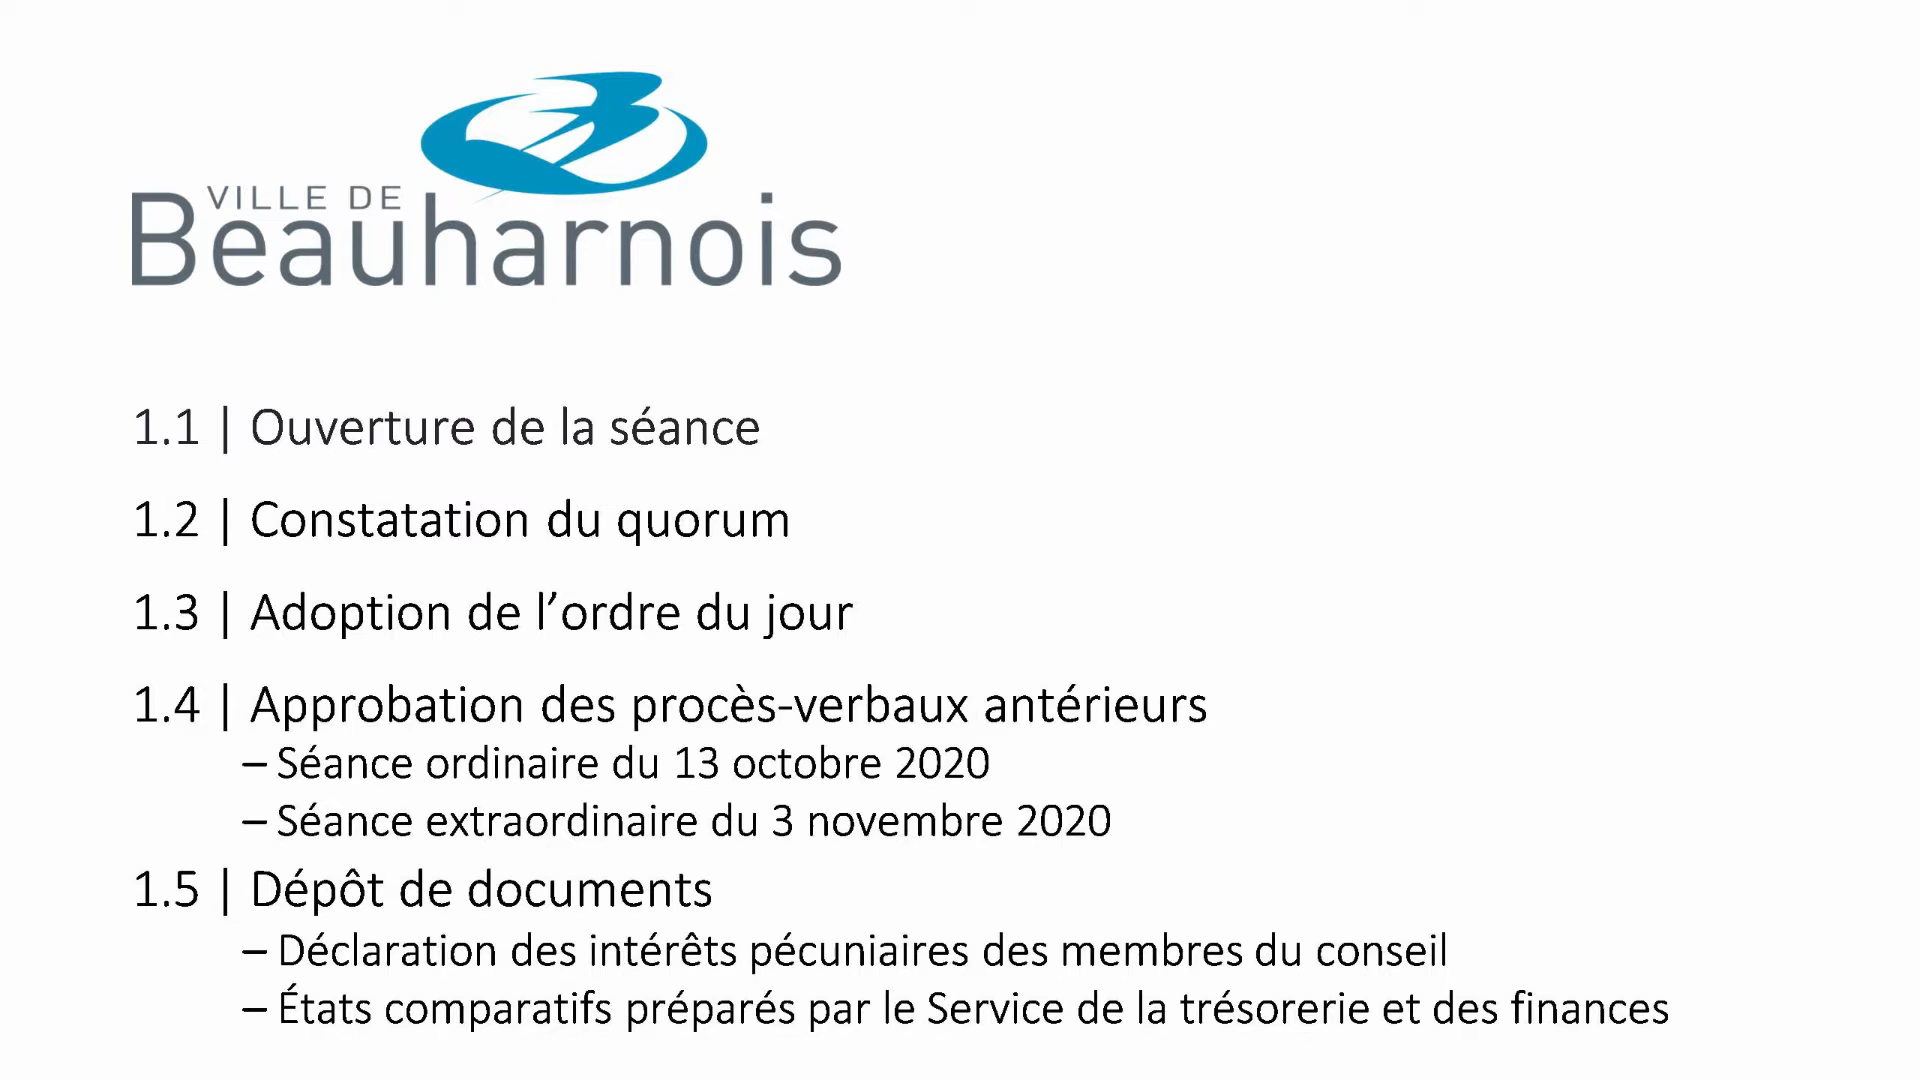 VILLE DE
Beauharnois
1.1 | Ouverture de la séance
1.2 | Constatation du quorum
1.3 | Adoption de l’ordre du jour
1.4 | Approbation des procès-verbaux antérieurs
– Séance ordinaire du 13 octobre 2020
– Séance extraordinaire du 3 novembre 2020
1.5 | Dépôt de documents
– Déclaration des intérêts pécuniaires des membres du conseil
– États comparatifs préparés par le Service de la trésorerie et des finances